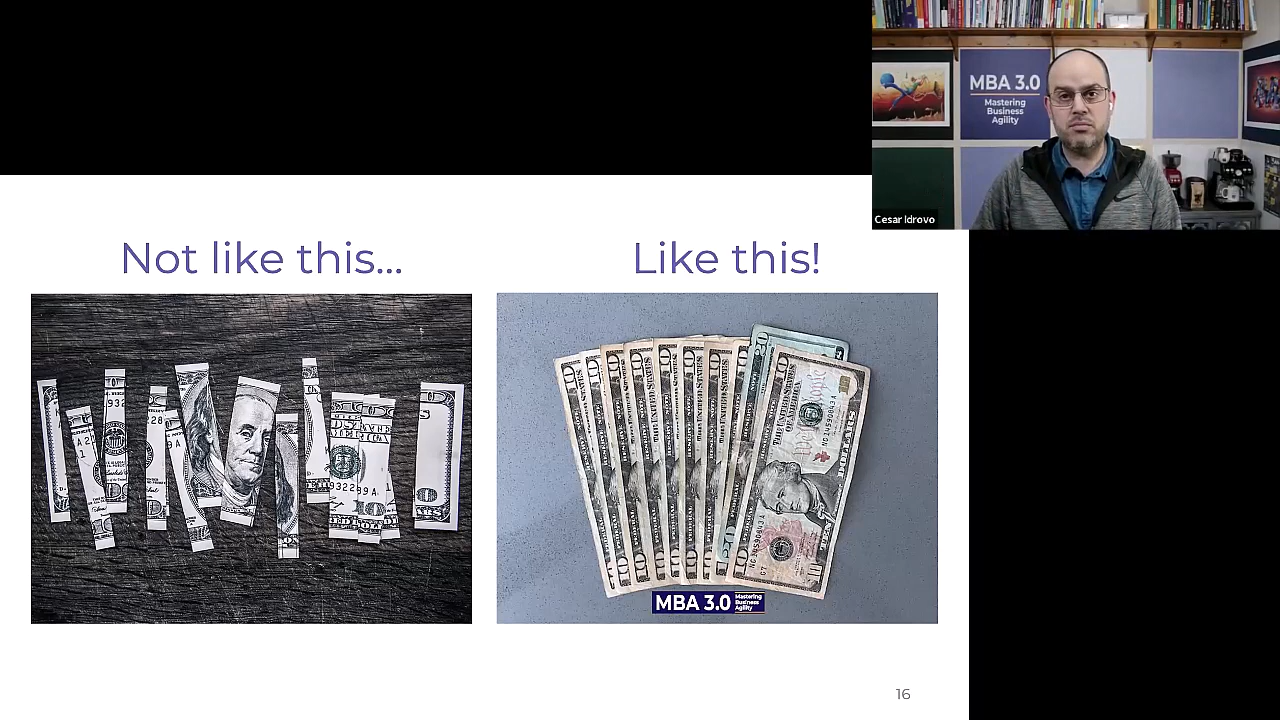 MBA 3.0
Mastering
Business
Agility
Cesar Idrovo
Not like this...
Like this!
MBA 3.0
Mastering
Business
Agility
16